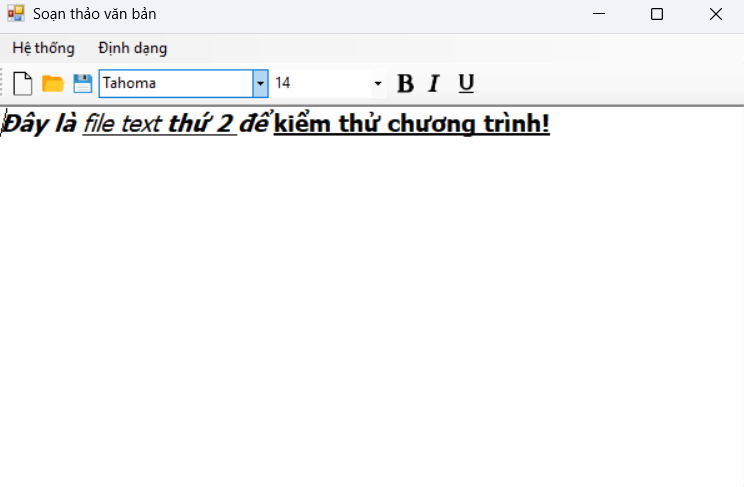 Soạn thảo văn bản
Hệ thống Định dạng
Tahoma 14 B I U
Đây là file text thứ 2 để kiểm thử chương trình!